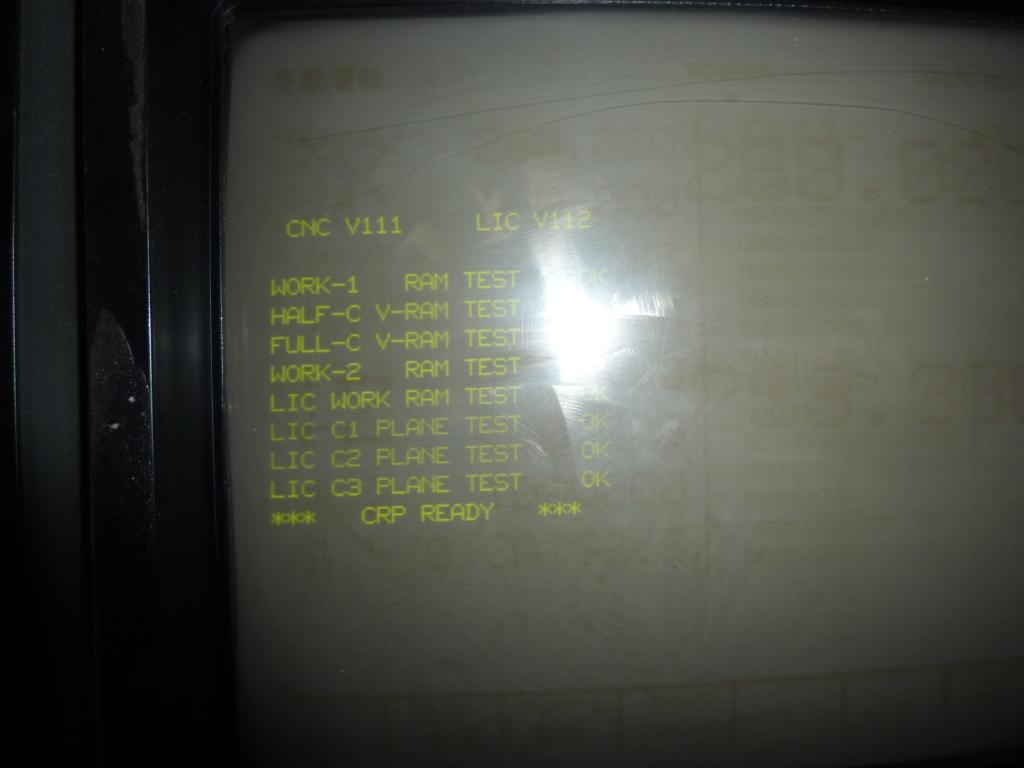 CNC V111 LIC V112
WORK-1 RAM TEST OK
HALF-C V-RAM TEST
FULL-C V-RAM TEST
WORK-2 RAM TEST
LIC WORK RAM TEST
LIC C1 PLANE TEST OK
LIC C2 PLANE TEST OK
LIC C3 PLANE TEST OK
*** CRP READY ***